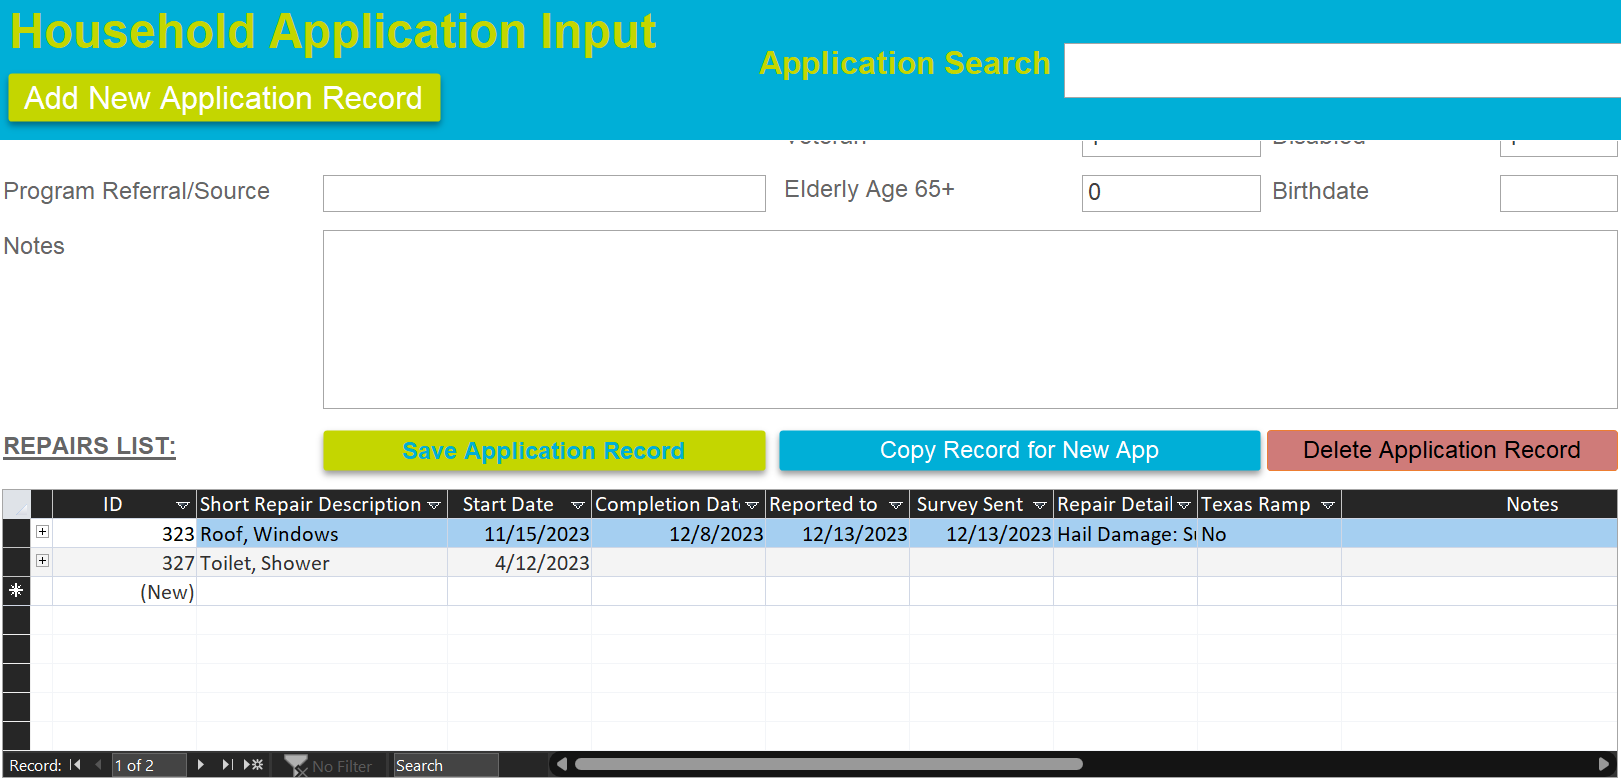 Household Application Input
Application Search
Add New Application Record
Program Referral/Source
Elderly Age 65+ 0 Birthdate
Notes
REPAIRS LIST: Save Application Record Copy Record for New App Delete Application Record
ID Short Repair Description Start Date Completion Dat Reported to Survey Sent Repair Detail Texas Ramp Notes
323 Roof, Windows 11/15/2023 12/8/2023 12/13/2023 12/13/2023 Hail Damage: Su No
327 Toilet, Shower 4/12/2023
(New)
Record: 1 of 2 No Filter Search